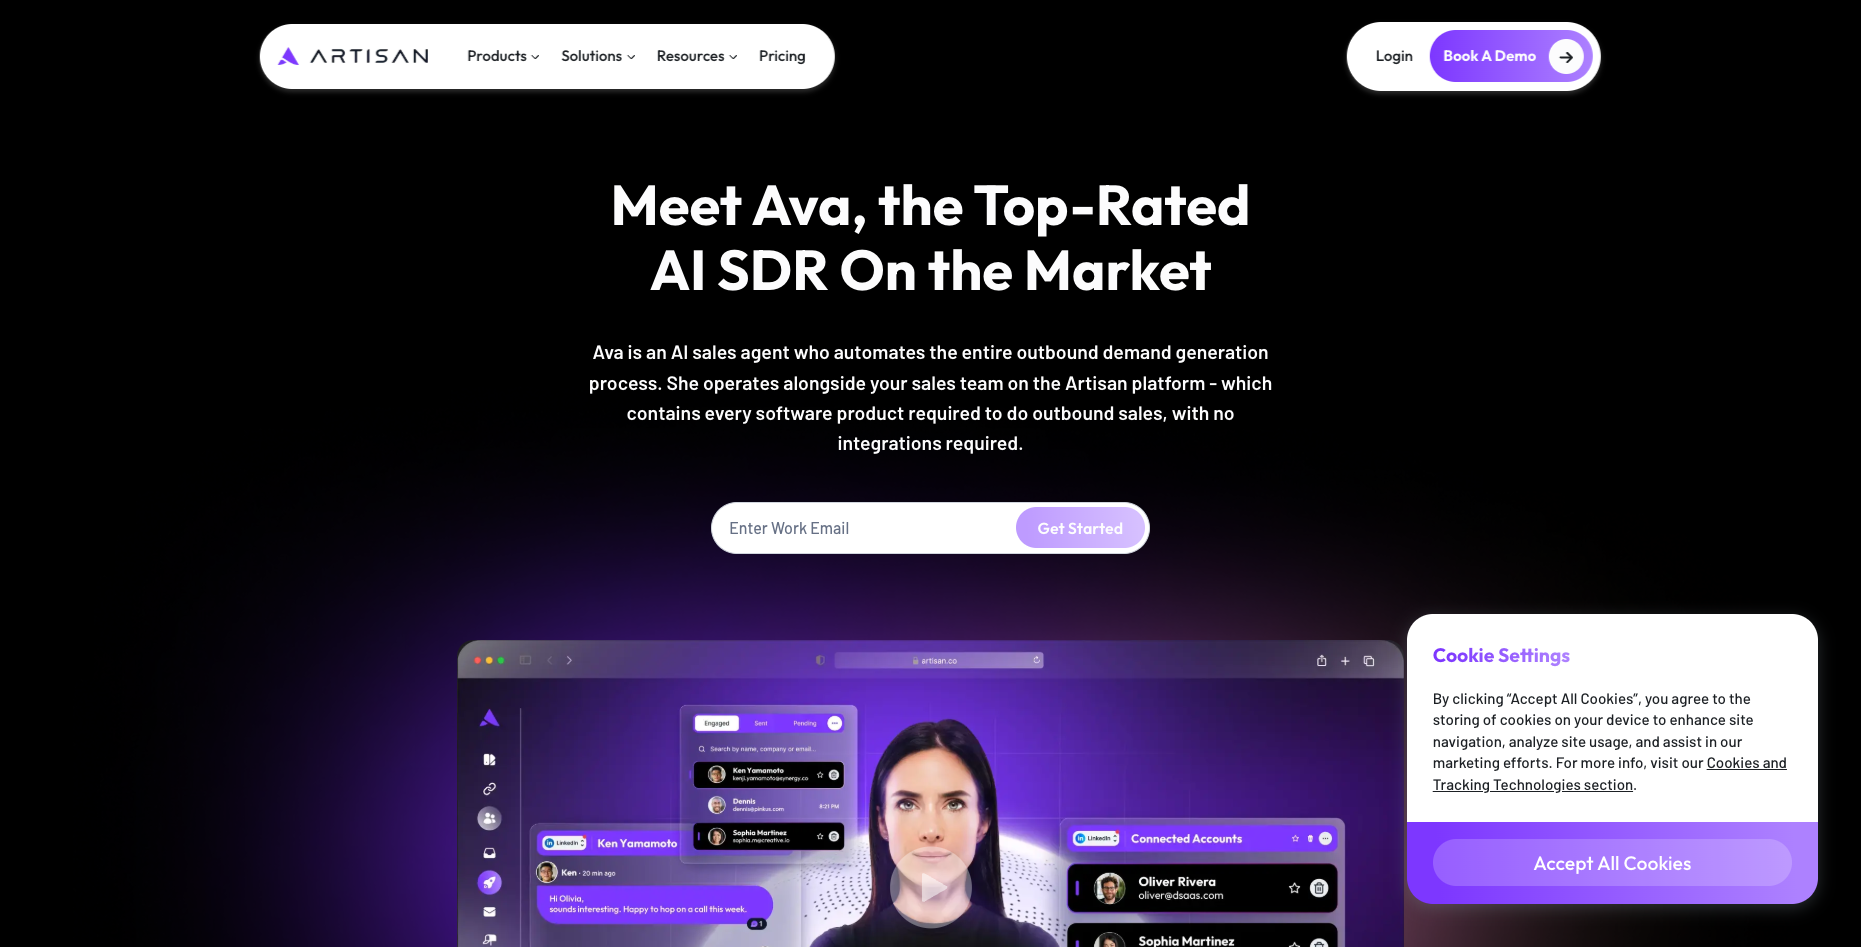 ARTISAN
Products
Solutions
Resources
Pricing
Login
Book A Demo
Meet Ava, the Top-Rated
AI SDR On the Market
Ava is an AI sales agent who automates the entire outbound demand generation
process. She operates alongside your sales team on the Artisan platform - which
contains every software product required to do outbound sales, with no
integrations required.
Enter Work Email
Get Started
artisan.co
Engaged
Sent
Pending
Search by name, company or email...
Ken Yamamoto
kenji.yamamoto@synergy.co
Dennis
dennis@pinkus.com
8:21 PM
Sophia Martinez
sophia.m@creative.io
LinkedIn
Ken Yamamoto
Ken · 20 min ago
Hi Olivia,
sounds interesting. Happy to hop on a call this week.
1
LinkedIn
Connected Accounts
Oliver Rivera
oliver@dsaas.com
Sophia Martinez
Cookie Settings
By clicking “Accept All Cookies”, you agree to the
storing of cookies on your device to enhance site
navigation, analyze site usage, and assist in our
marketing efforts. For more info, visit our Cookies and
Tracking Technologies section.
Accept All Cookies